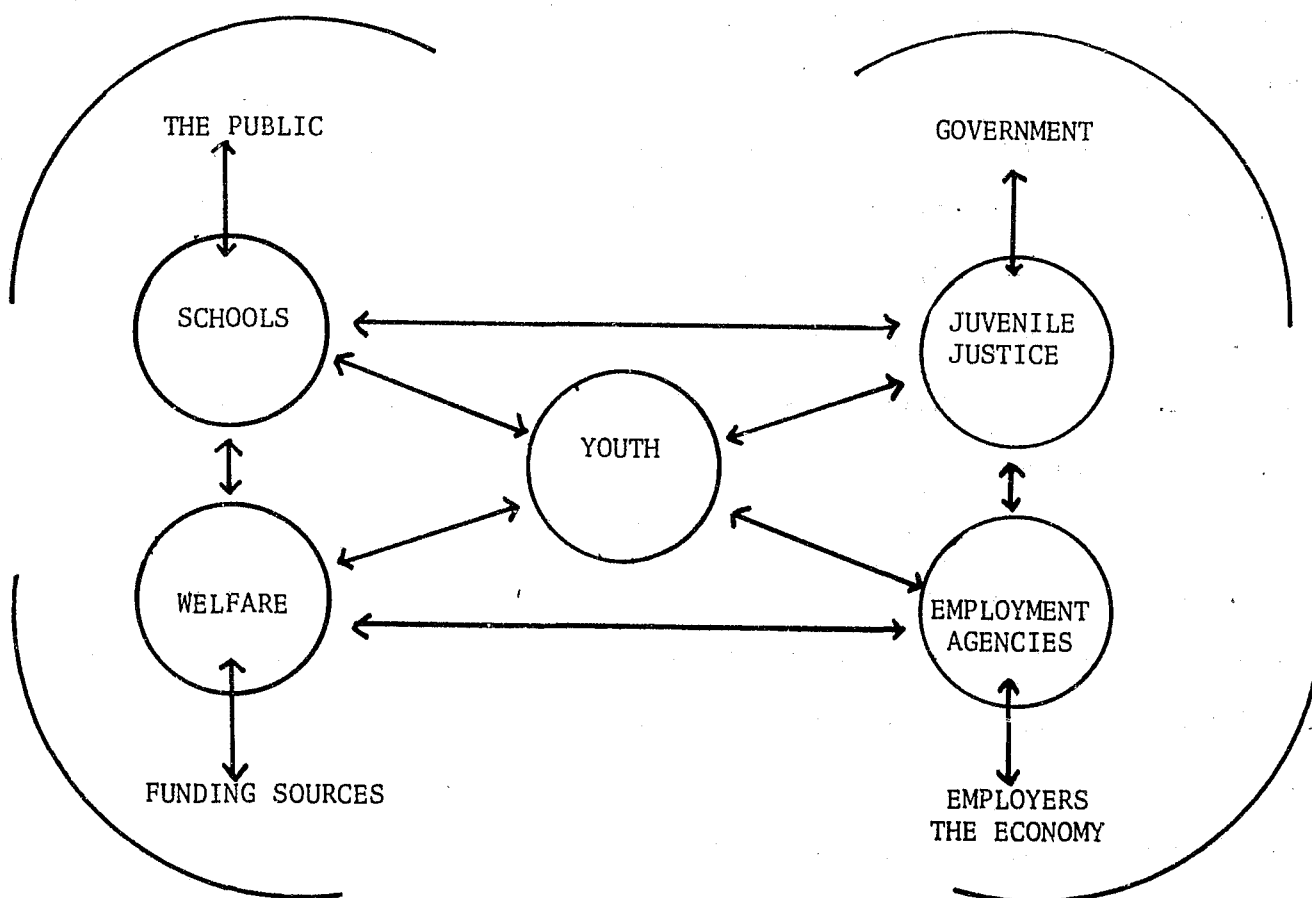 THE PUBLIC
GOVERNMENT
SCHOOLS
JUVENILE
JUSTICE
YOUTH
WELFARE
EMPLOYMENT
AGENCIES
FUNDING SOURCES
EMPLOYERS
THE ECONOMY